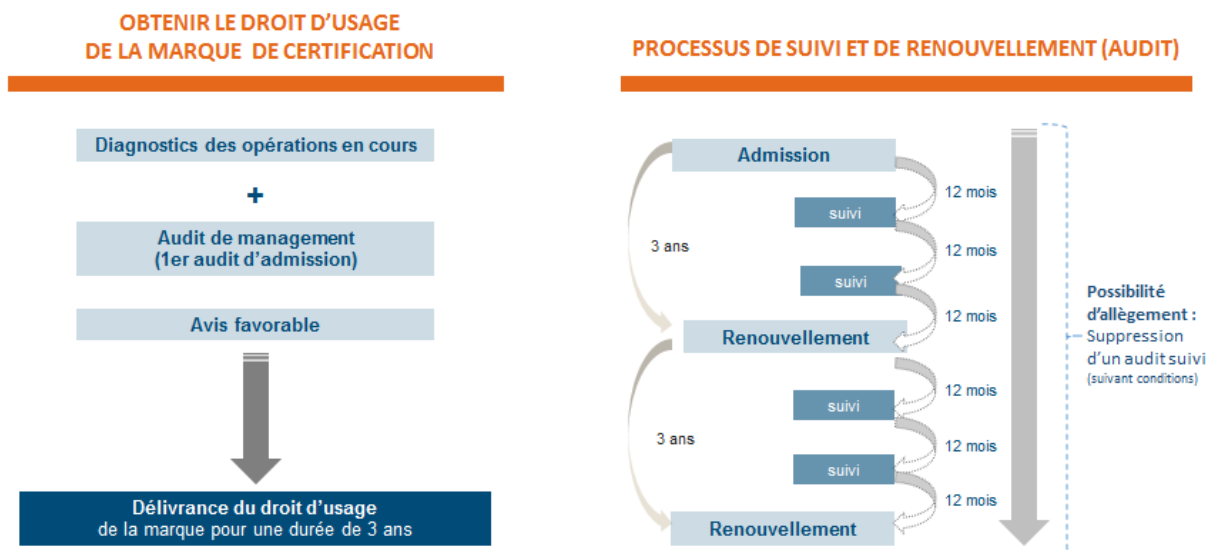 OBTENIR LE DROIT D'USAGE
DE LA MARQUE DE CERTIFICATION
Diagnostics des opérations en cours
+
Audit de management
(1er audit d'admission)
Avis favorable
Délivrance du droit d'usage
de la marque pour une durée de 3 ans
PROCESSUS DE SUIVI ET DE RENOUVELLEMENT (AUDIT)
Admission
12 mois
suivi
3 ans
12 mois
suivi
12 mois
Renouvellement
12 mois
suivi
3 ans
12 mois
suivi
12 mois
Renouvellement
Possibilité
d'allègement :
Suppression
d'un audit suivi
(suivant conditions)